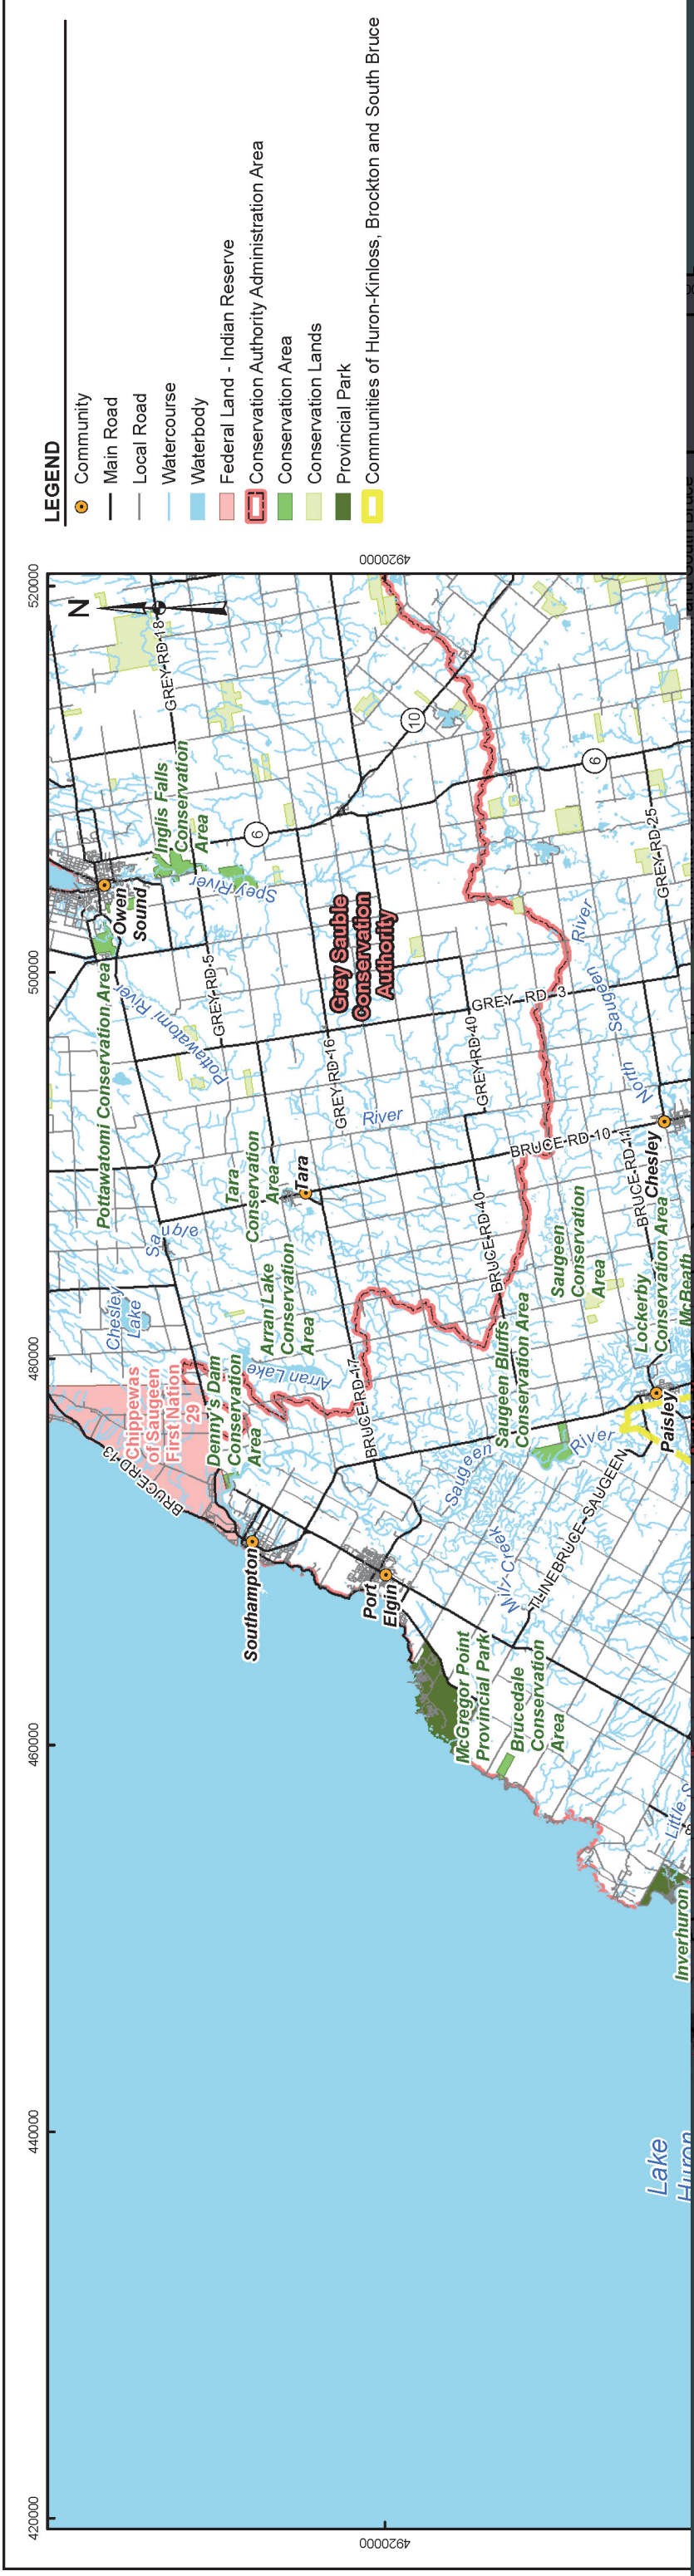 LEGEND
Community
Main Road
Local Road
Watercourse
Waterbody
Federal Land - Indian Reserve
Conservation Authority Administration Area
Conservation Area
Conservation Lands
Provincial Park
Communities of Huron-Kinloss, Brockton and South Bruce
420000
440000
460000
480000
500000
520000
4920000
4920000
N
GREY-RD-18
Inglis Falls
Conservation
Area
6
Spey River
Owen
Sound
Pottawatomi Conservation Area
Pottawatomi River
GREY-RD-5
Grey Sauble
Conservation
Authority
10
6
GREY-RD-25
GREY-RD-16
River
GREY-RD-40
GREY RD 3
Saugeen
River
North
Sauble
Tara
Conservation
Area
Tara
BRUCE-RD-10
BRUCE-RD-11
Chesley
Chesley
Lake
Arran Lake
Conservation
Area
Arran Lake
BRUCE-RD-40
Saugeen
Conservation
Area
Lockerby
Conservation Area
McBeath
Chippewas
of Saugeen
First Nation
29
BRUCE-RD-13
Denny's Dam
Conservation
Area
BRUCE-RD-17
Saugeen Bluffs
Conservation Area
Saugeen
River
Paisley
Southampton
Port
Elgin
BRUCE-SAUGEEN
McGregor Point
Provincial Park
Brucedale
Conservation
Area
Little S
Inverhuron
Lake
Huron